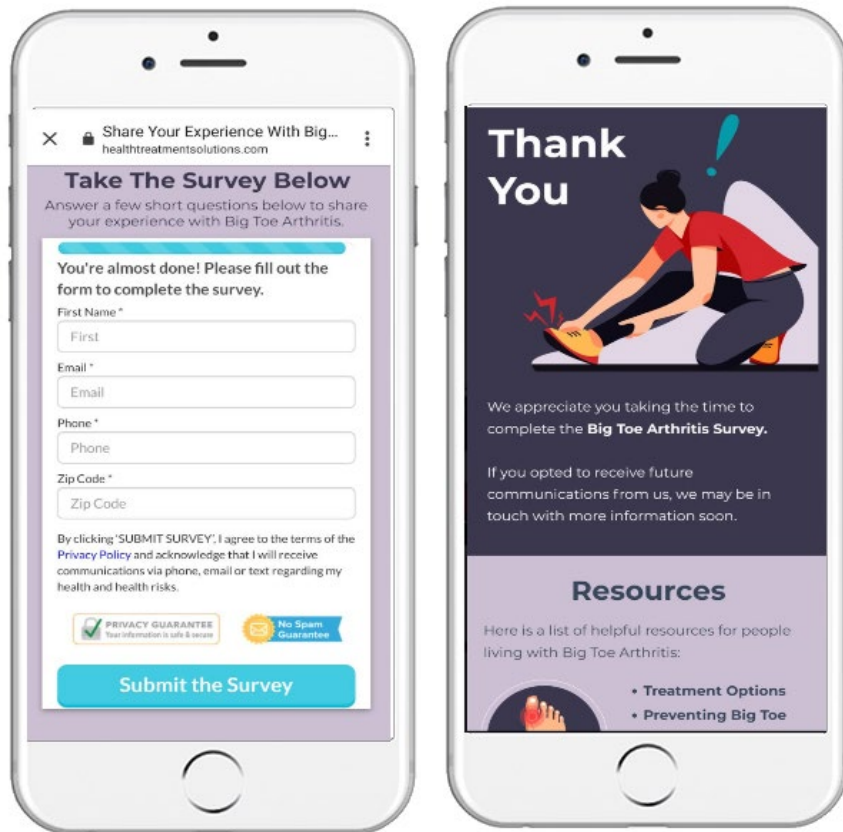 Share Your Experience With Big...
healthtreatmentsolutions.com
Take The Survey Below
Answer a few short questions below to share
your experience with Big Toe Arthritis.
You're almost done! Please fill out the
form to complete the survey.
First Name *
First
Email *
Email
Phone *
Phone
Zip Code *
Zip Code
By clicking 'SUBMIT SURVEY', I agree to the terms of the
Privacy Policy and acknowledge that I will receive
communications via phone, email or text regarding my
health and health risks.
PRIVACY GUARANTEE
Your information is safe & secure
No Spam
Guarantee
Submit the Survey
Thank
You
We appreciate you taking the time to
complete the Big Toe Arthritis Survey.
If you opted to receive future
communications from us, we may be in
touch with more information soon.
Resources
Here is a list of helpful resources for people
living with Big Toe Arthritis:
• Treatment Options
• Preventing Big Toe